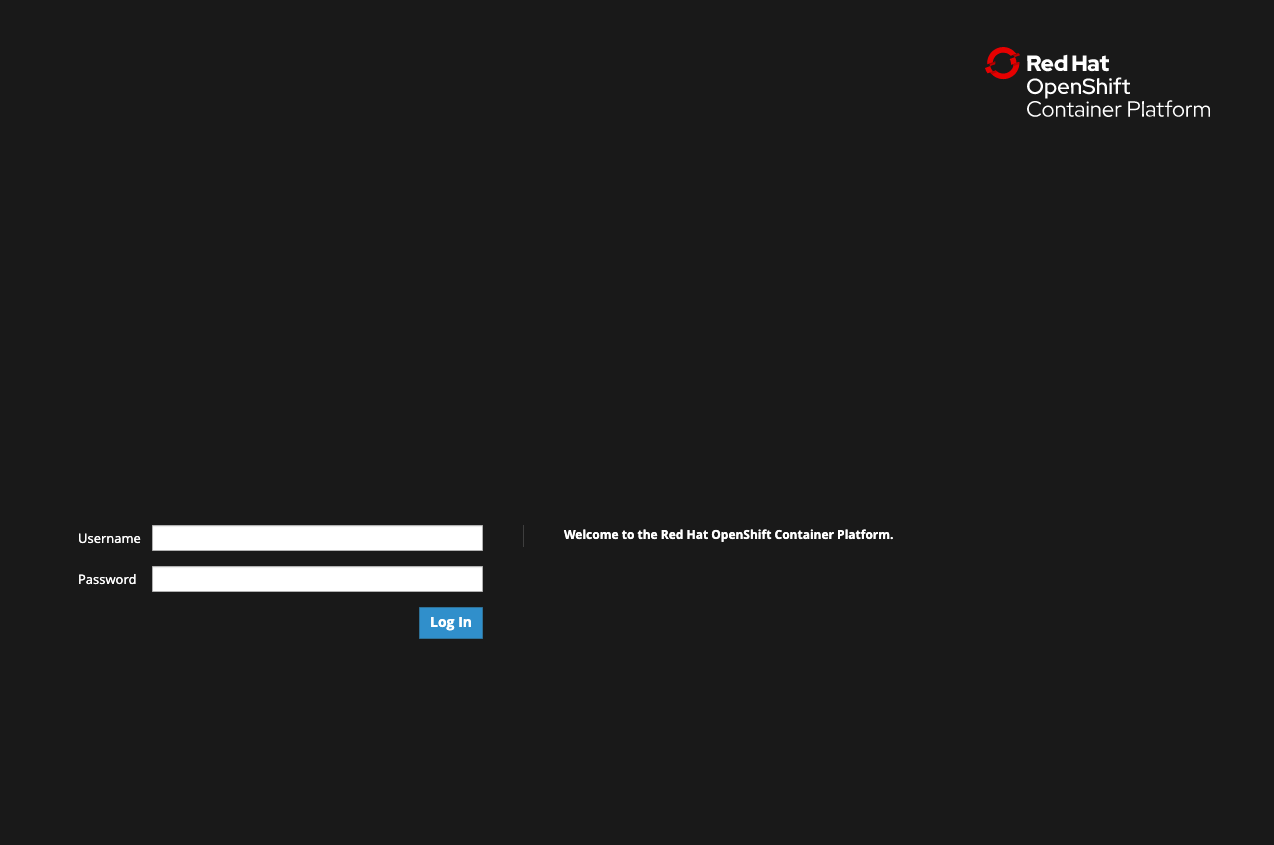 Red Hat
OpenShift
Container Platform
Username
Password
Log In
Welcome to the Red Hat OpenShift Container Platform.